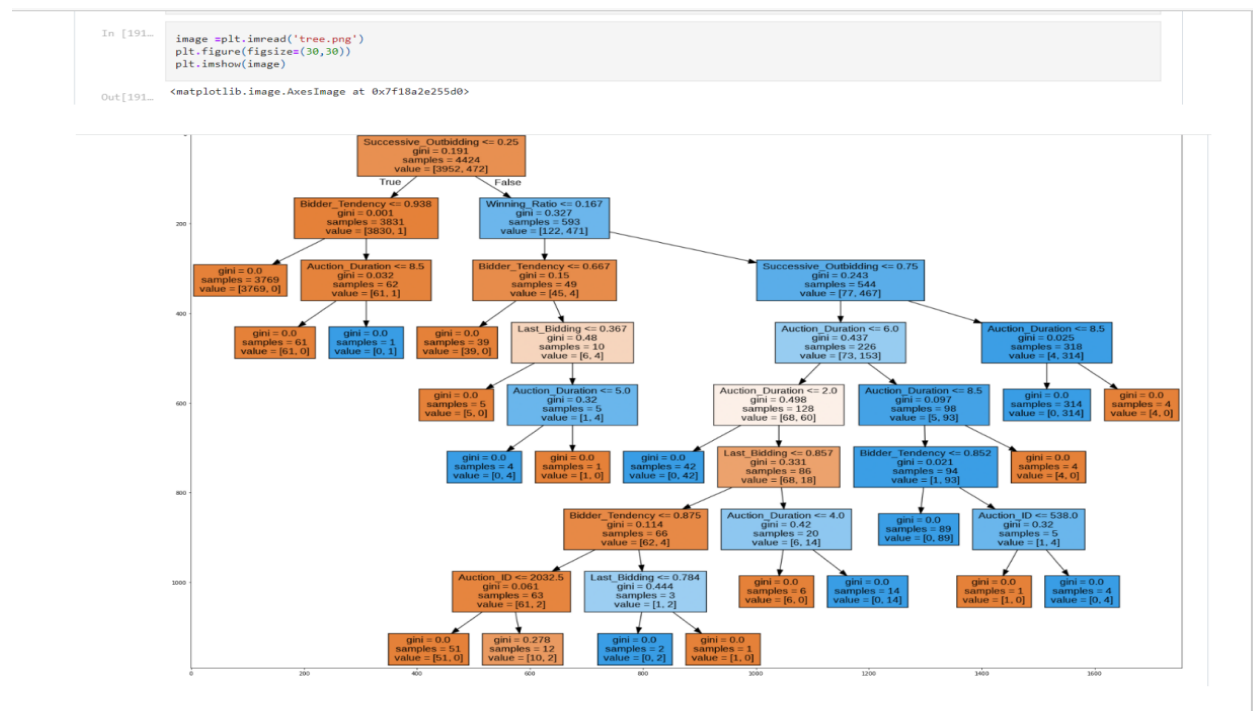 In [191...
image =plt.imread('tree.png')
plt.figure(figsize=(30,30))
plt.imshow(image)
Out[191...
<matplotlib.image.AxesImage at 0x7f18a2e255d0>
Successive_Outbidding <= 0.25
gini = 0.191
samples = 4424
value = [3952, 472]
True
False
Bidder_Tendency <= 0.938
gini = 0.001
samples = 3831
value = [3830, 1]
Winning_Ratio <= 0.167
gini = 0.327
samples = 593
value = [122, 471]
200
gini = 0.0
samples = 3769
value = [3769, 0]
Auction_Duration <= 8.5
gini = 0.032
samples = 62
value = [61, 1]
Bidder_Tendency <= 0.667
gini = 0.15
samples = 49
value = [45, 4]
Successive_Outbidding <= 0.75
gini = 0.243
samples = 544
value = [77, 467]
400
gini = 0.0
samples = 61
value = [61, 0]
gini = 0.0
samples = 1
value = [0, 1]
gini = 0.0
samples = 39
value = [39, 0]
Last_Bidding <= 0.367
gini = 0.48
samples = 10
value = [6, 4]
Auction_Duration <= 6.0
gini = 0.437
samples = 226
value = [73, 153]
Auction_Duration <= 8.5
gini = 0.025
samples = 318
value = [4, 314]
600
gini = 0.0
samples = 5
value = [5, 0]
Auction_Duration <= 5.0
gini = 0.32
samples = 5
value = [1, 4]
Auction_Duration <= 2.0
gini = 0.498
samples = 128
value = [68, 60]
Auction_Duration <= 8.5
gini = 0.097
samples = 98
value = [5, 93]
gini = 0.0
samples = 314
value = [0, 314]
gini = 0.0
samples = 4
value = [4, 0]
gini = 0.0
samples = 4
value = [0, 4]
gini = 0.0
samples = 1
value = [1, 0]
gini = 0.0
samples = 42
value = [0, 42]
Last_Bidding <= 0.857
gini = 0.331
samples = 86
value = [68, 18]
Bidder_Tendency <= 0.852
gini = 0.021
samples = 94
value = [1, 93]
gini = 0.0
samples = 4
value = [4, 0]
800
Bidder_Tendency <= 0.875
gini = 0.114
samples = 66
value = [62, 4]
Auction_Duration <= 4.0
gini = 0.42
samples = 20
value = [6, 14]
gini = 0.0
samples = 89
value = [0, 89]
Auction_ID <= 538.0
gini = 0.32
samples = 5
value = [1, 4]
1000
Auction_ID <= 2032.5
gini = 0.061
samples = 63
value = [61, 2]
Last_Bidding <= 0.784
gini = 0.444
samples = 3
value = [1, 2]
gini = 0.0
samples = 6
value = [6, 0]
gini = 0.0
samples = 14
value = [0, 14]
gini = 0.0
samples = 1
value = [1, 0]
gini = 0.0
samples = 4
value = [0, 4]
gini = 0.0
samples = 51
value = [51, 0]
gini = 0.278
samples = 12
value = [10, 2]
gini = 0.0
samples = 2
value = [0, 2]
gini = 0.0
samples = 1
value = [1, 0]
0 200 400 600 800 1000 1200 1400 1600